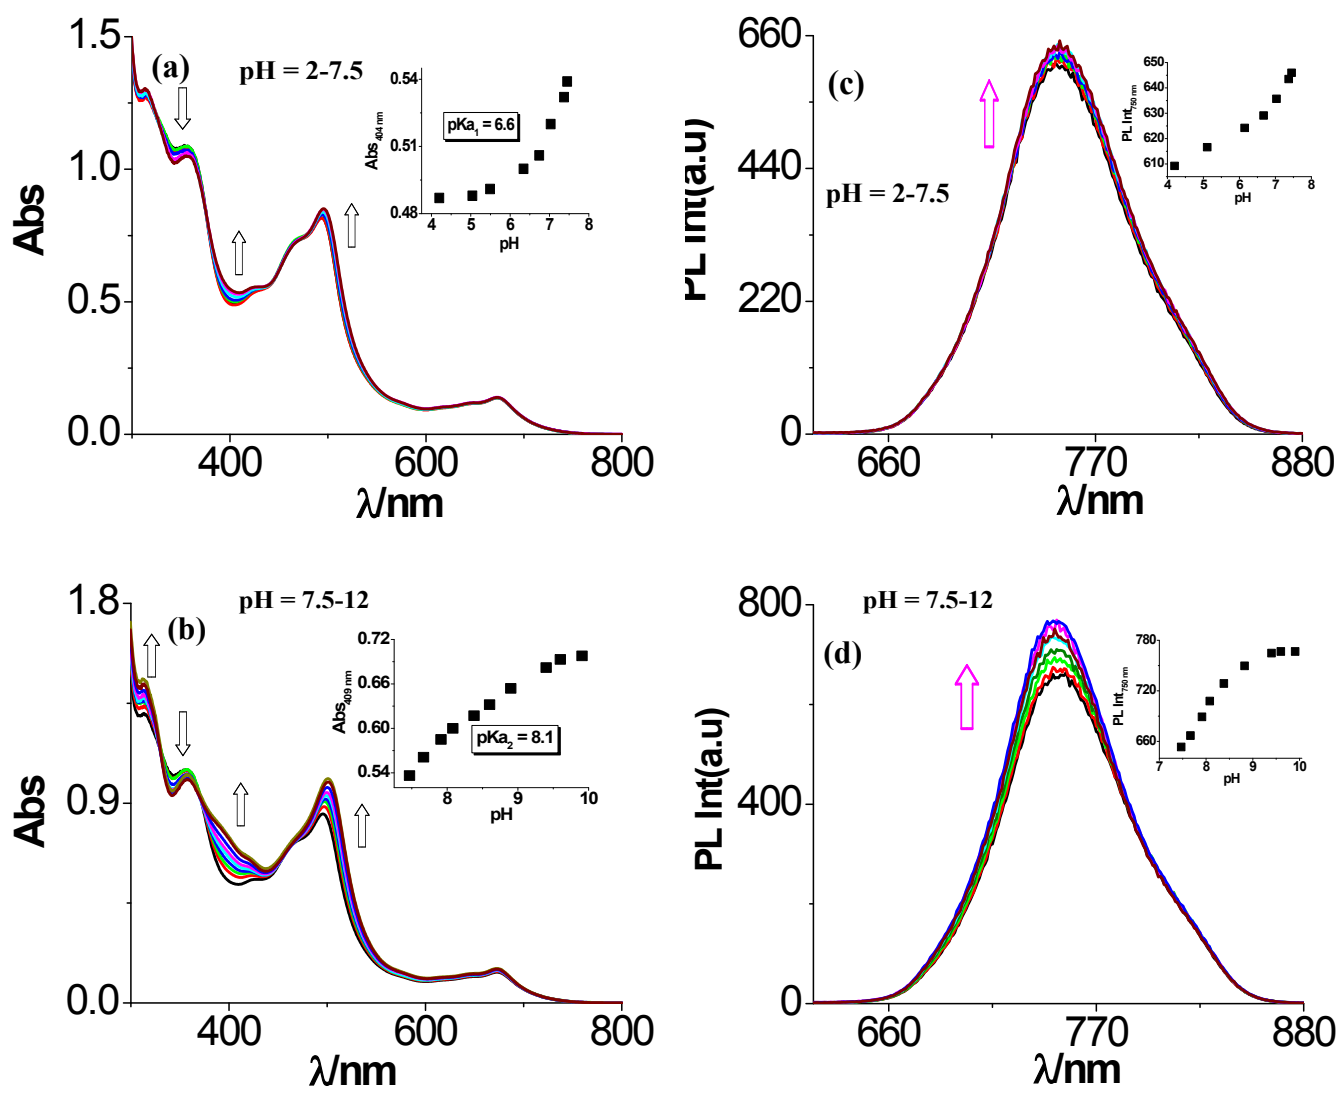 (a)
pH = 2-7.5
1.5
1.0
0.5
0.0
Abs
400
600
800
λ/nm
0.54
0.51
0.48
Abs404 nm
pKa1 = 6.6
4
5
6
7
8
pH
(c)
pH = 2-7.5
660
440
220
0
PL Int(a.u)
660
770
880
λ/nm
650
640
630
620
610
PL Int750 nm
4
5
6
7
8
pH
(b)
pH = 7.5-12
1.8
0.9
0.0
Abs
400
600
800
λ/nm
0.72
0.66
0.60
0.54
Abs409 nm
pKa2 = 8.1
8
9
10
pH
(d)
pH = 7.5-12
800
400
0
PL Int(a.u)
660
770
880
λ/nm
780
720
660
PL Int750 nm
7
8
9
10
pH